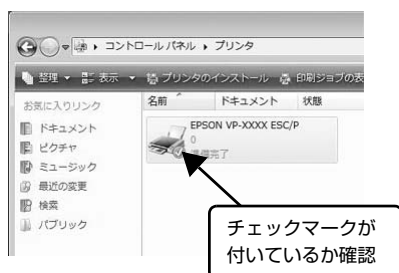 コントロール パネル ▸ プリンタ
整理 表示 プリンタのインストール 印刷ジョブの表
お気に入りリンク
名前 ドキュメント 状態
ドキュメント
ピクチャ
ミュージック
最近の変更
検索
パブリック
EPSON VP-XXXX ESC/P
0
準備完了
チェックマークが
付いているか確認